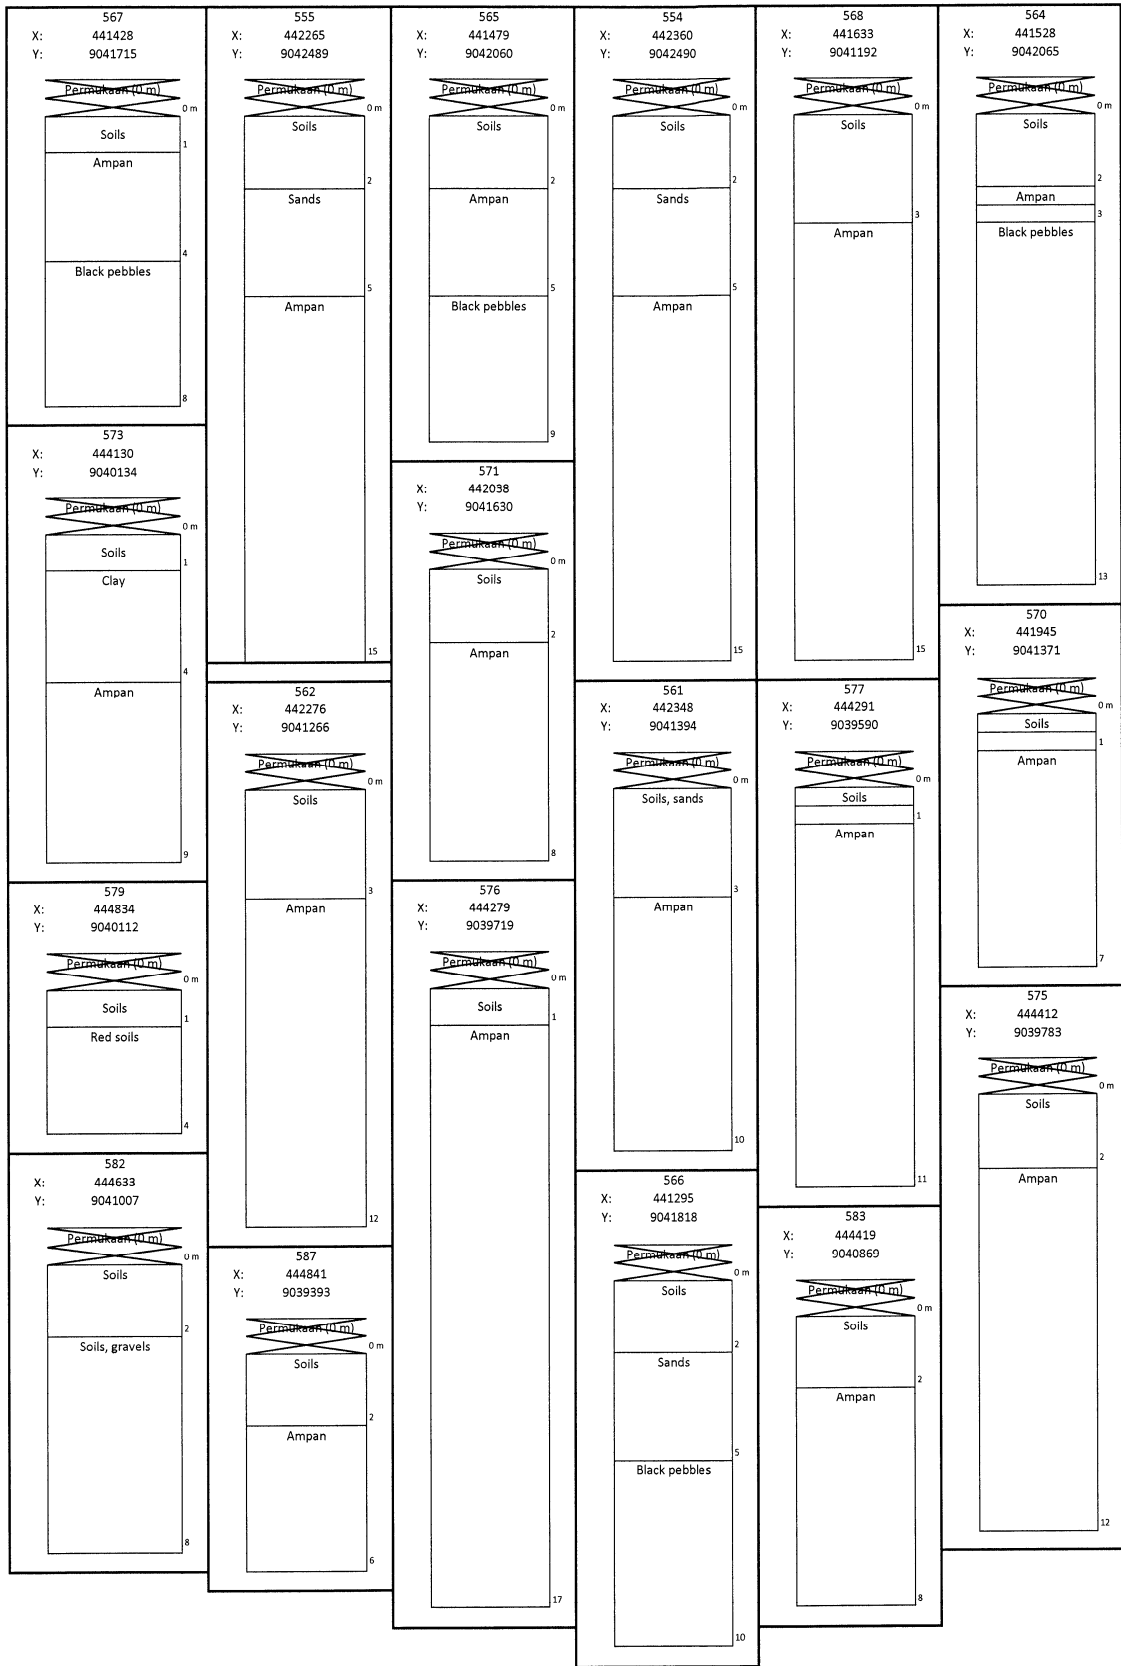 567
X: 441428
Y: 9041715
Permukaan (0 m)
0 m
Soils
1
Ampan
4
Black pebbles
8
573
X: 444130
Y: 9040134
Permukaan (0 m)
0 m
Soils
1
Clay
4
Ampan
9
579
X: 444834
Y: 9040112
Permukaan (0 m)
0 m
Soils
1
Red soils
4
582
X: 444633
Y: 9041007
Permukaan (0 m)
0 m
Soils
2
Soils, gravels
8
555
X: 442265
Y: 9042489
Permukaan (0 m)
0 m
Soils
2
Sands
5
Ampan
15
562
X: 442276
Y: 9041266
Permukaan (0 m)
0 m
Soils
3
Ampan
12
587
X: 444841
Y: 9039393
Permukaan (0 m)
0 m
Soils
2
Ampan
6
565
X: 441479
Y: 9042060
Permukaan (0 m)
0 m
Soils
2
Ampan
5
Black pebbles
9
571
X: 442038
Y: 9041630
Permukaan (0 m)
0 m
Soils
2
Ampan
8
576
X: 444279
Y: 9039719
Permukaan (0 m)
0 m
Soils
1
Ampan
17
554
X: 442360
Y: 9042490
Permukaan (0 m)
0 m
Soils
2
Sands
5
Ampan
15
561
X: 442348
Y: 9041394
Permukaan (0 m)
0 m
Soils, sands
3
Ampan
10
566
X: 441295
Y: 9041818
Permukaan (0 m)
0 m
Soils
2
Sands
5
Black pebbles
10
568
X: 441633
Y: 9041192
Permukaan (0 m)
0 m
Soils
3
Ampan
15
577
X: 444291
Y: 9039590
Permukaan (0 m)
0 m
Soils
1
Ampan
11
583
X: 444419
Y: 9040869
Permukaan (0 m)
0 m
Soils
2
Ampan
8
564
X: 441528
Y: 9042065
Permukaan (0 m)
0 m
Soils
2
Ampan
3
Black pebbles
13
570
X: 441945
Y: 9041371
Permukaan (0 m)
0 m
Soils
1
Ampan
7
575
X: 444412
Y: 9039783
Permukaan (0 m)
0 m
Soils
2
Ampan
12